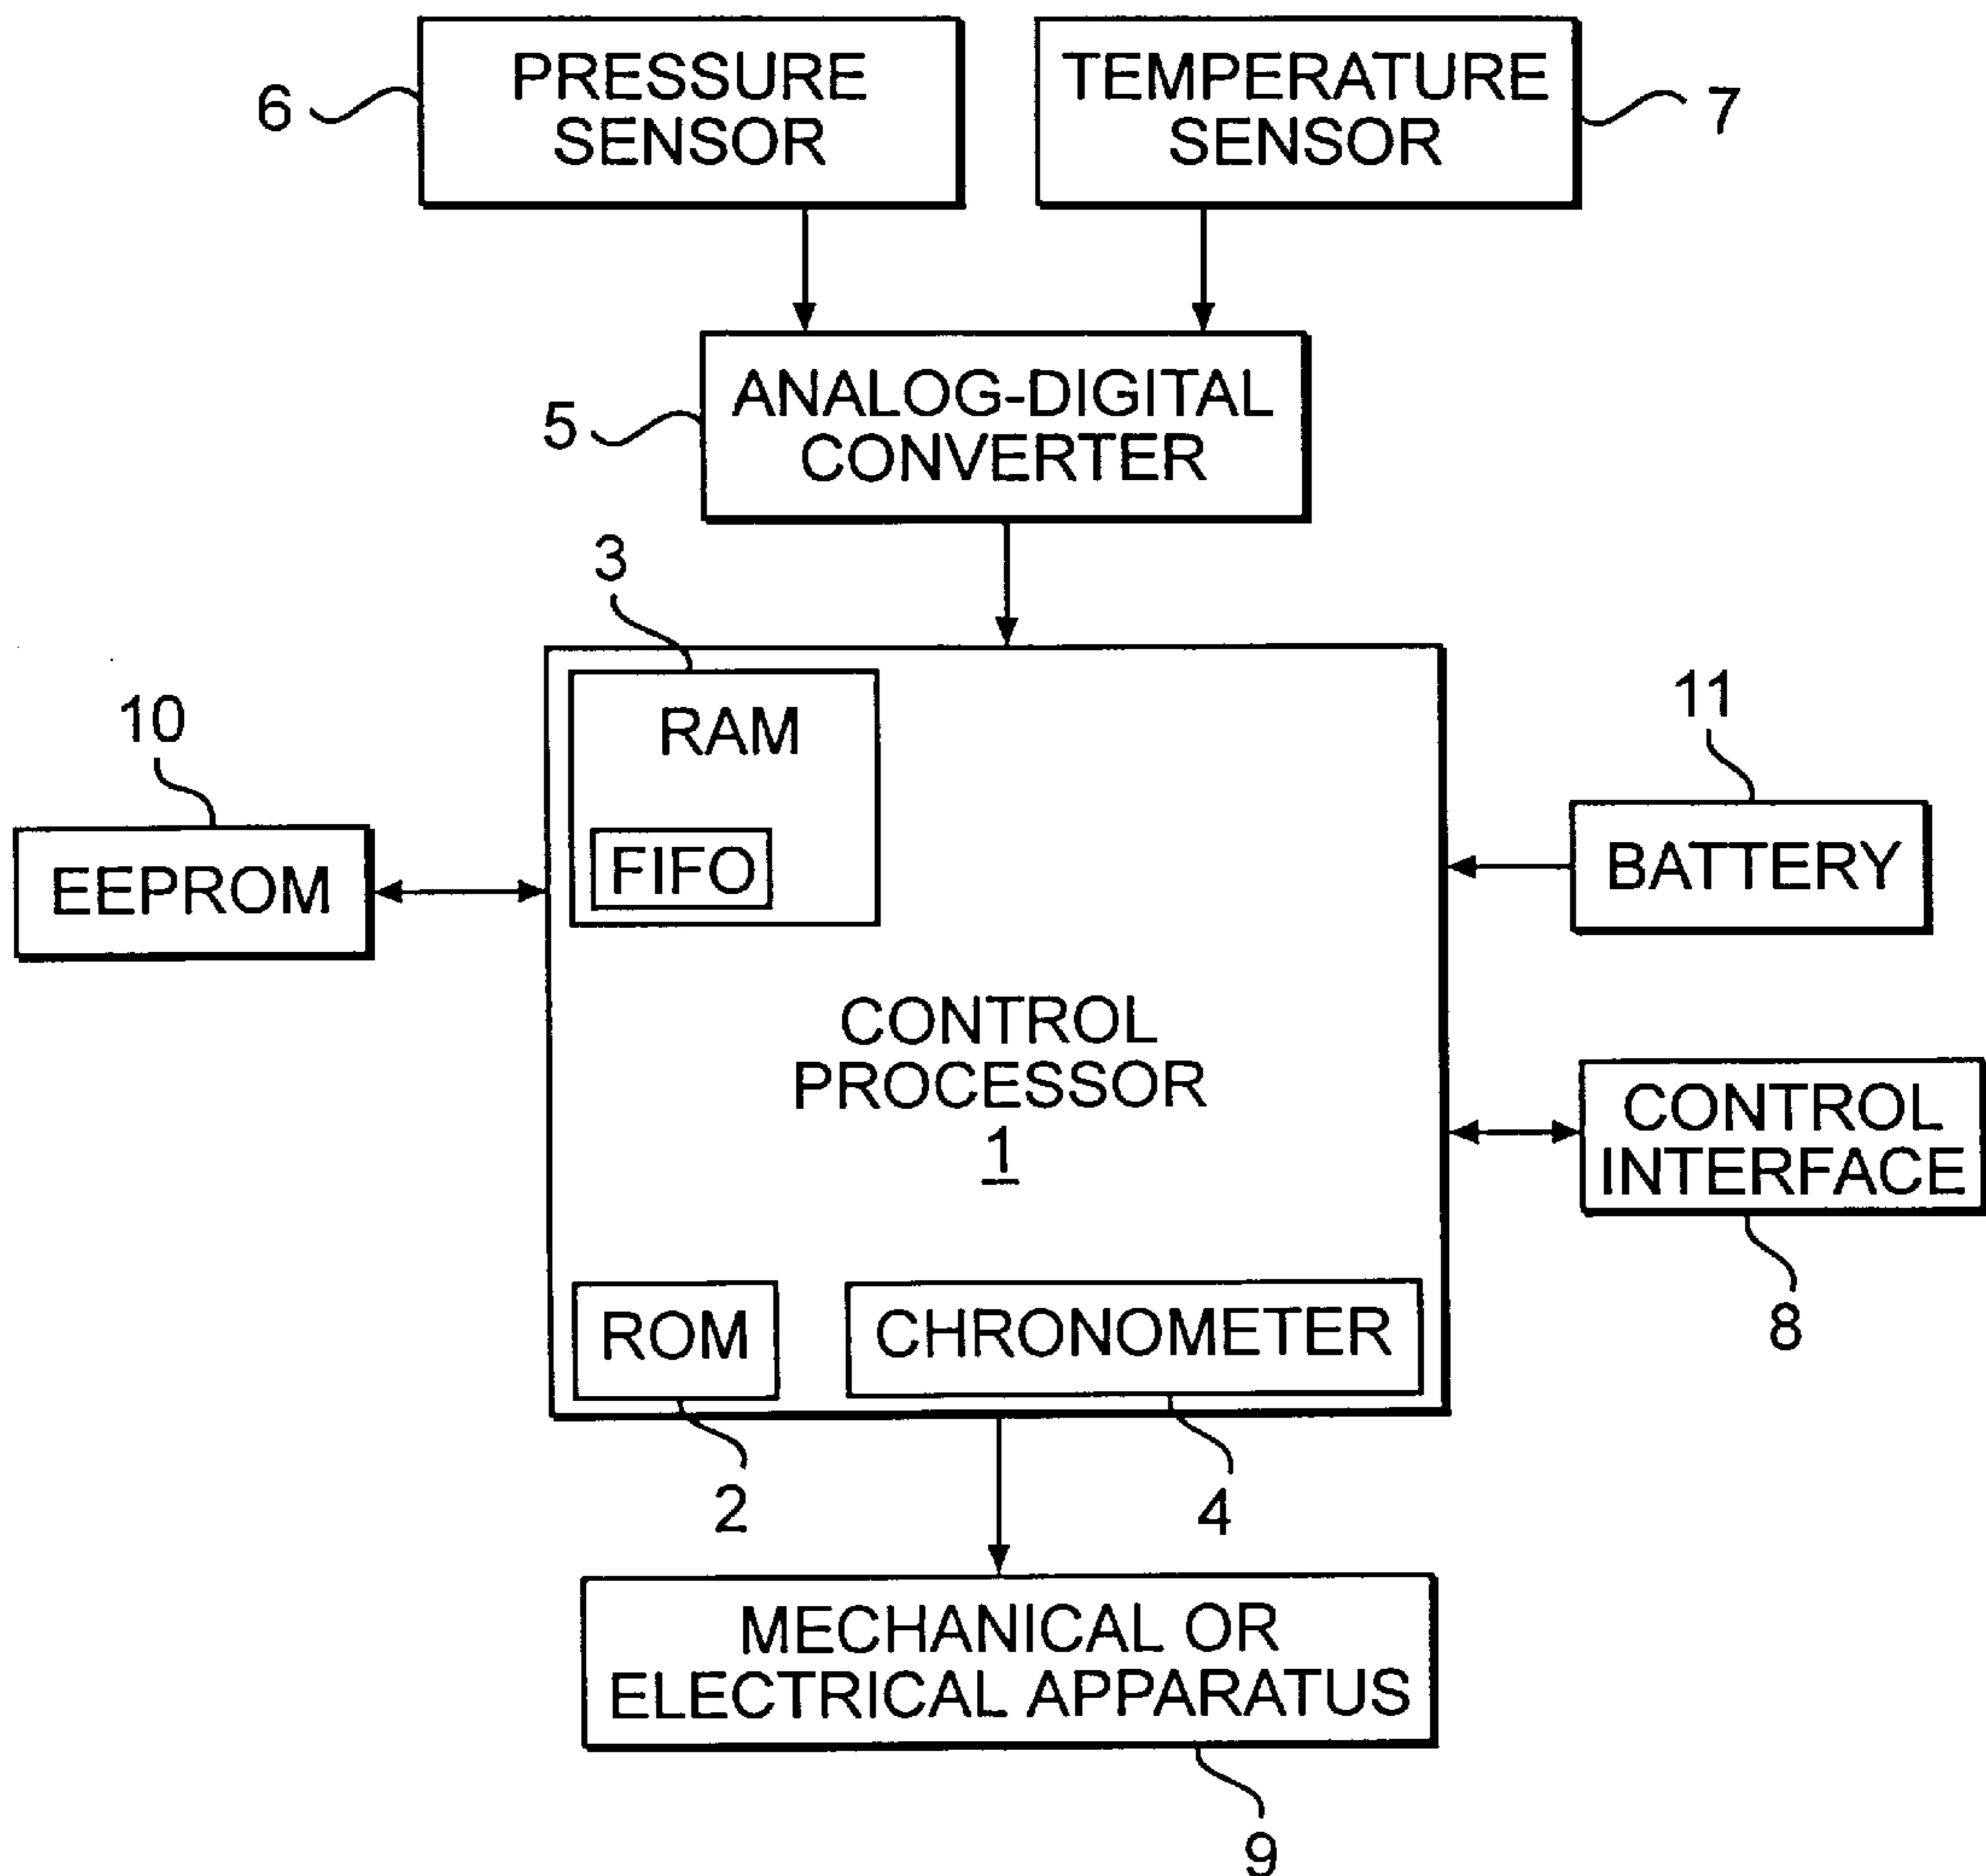 PRESSURE
SENSOR
6
TEMPERATURE
SENSOR
7
ANALOG-DIGITAL
CONVERTER
5
3
RAM
FIFO
10
EEPROM
11
BATTERY
CONTROL
PROCESSOR
1
CONTROL
INTERFACE
8
ROM
CHRONOMETER
2
4
MECHANICAL OR
ELECTRICAL APPARATUS
9